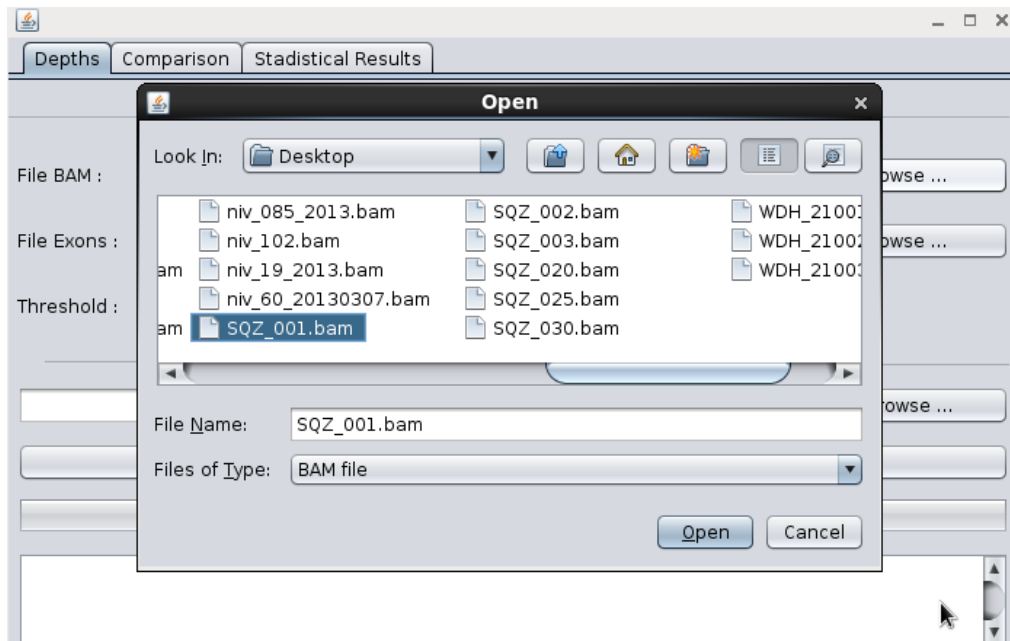 Depths Comparison Stadistical Results
Open
Look In: Desktop
File BAM :
owse ...
niv_085_2013.bam SQZ_002.bam
niv_102.bam SQZ_003.bam
File Exons :
owse ...
am niv_19_2013.bam SQZ_020.bam
niv_60_20130307.bam SQZ_025.bam
Threshold :
am SQZ_001.bam SQZ_030.bam
File Name: SQZ_001.bam
owse ...
Files of Type: BAM file
Open Cancel